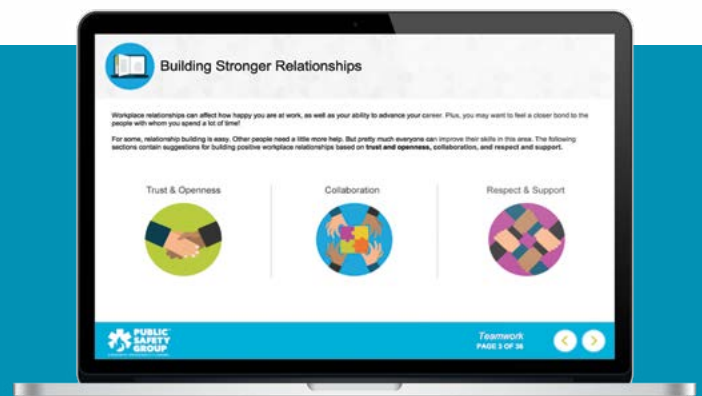 Building Stronger Relationships
Workplace relationships can affect how happy you are at work, as well as your ability to advance your career. Plus, you may want to feel a closer bond to the
people with whom you spend a lot of time!
For some, relationship building is easy. Other people need a little more help. But pretty much everyone can improve their skills in this area. The following
sections contain suggestions for building positive workplace relationships based on trust and openness, collaboration, and respect and support.
Trust & Openness
Collaboration
Respect & Support
PUBLIC
SAFETY
GROUP
Teamwork
PAGE 3 OF 36